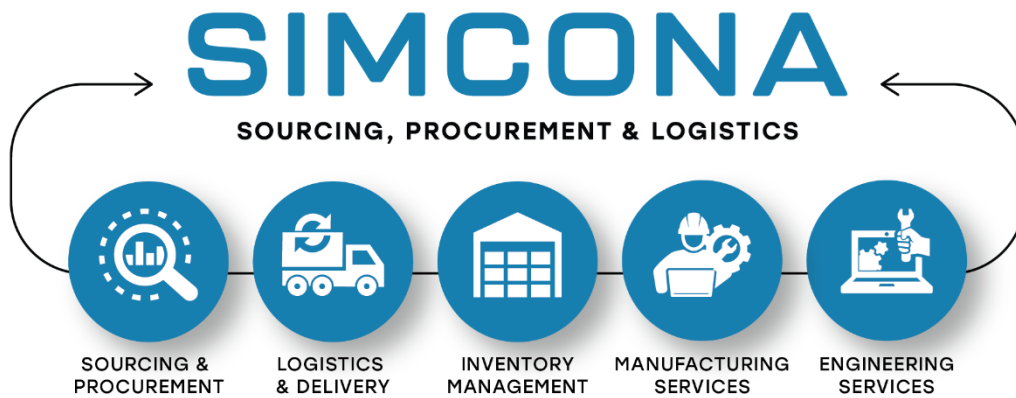 SIMCONA
SOURCING, PROCUREMENT & LOGISTICS
SOURCING &
PROCUREMENT
LOGISTICS
& DELIVERY
INVENTORY
MANAGEMENT
MANUFACTURING
SERVICES
ENGINEERING
SERVICES